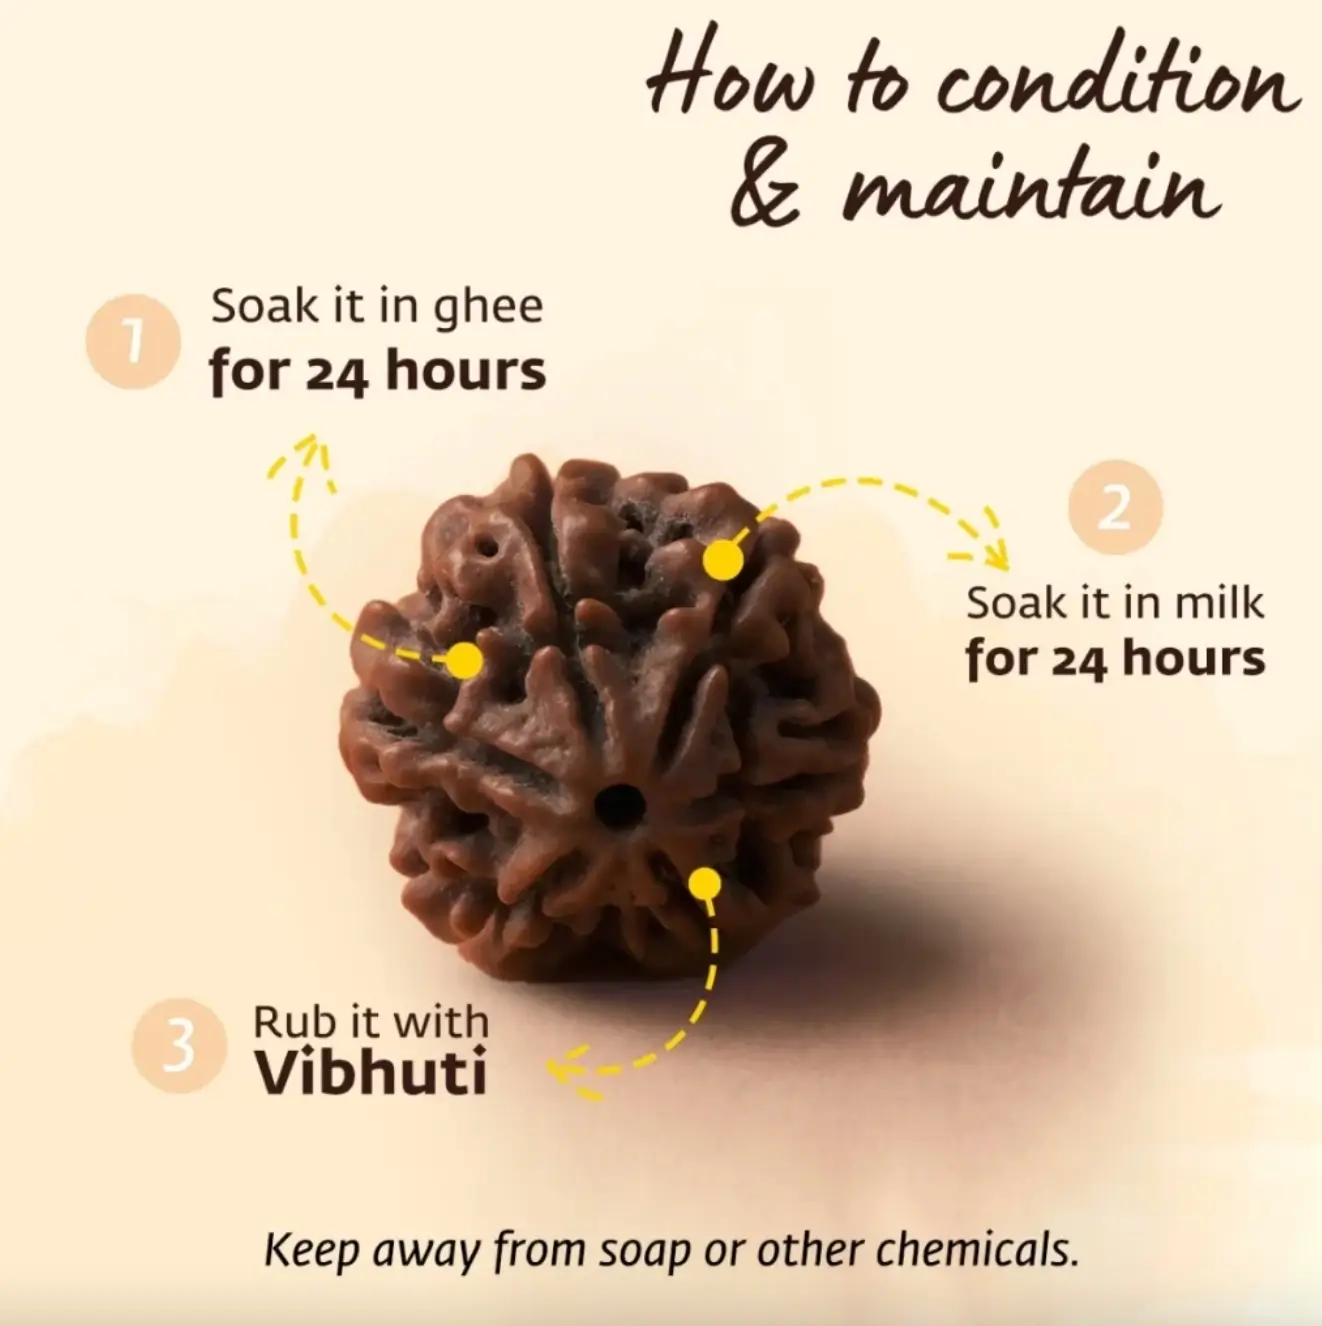 How to condition
& maintain
1
Soak it in ghee
for 24 hours
2
Soak it in milk
for 24 hours
3
Rub it with
Vibhuti
Keep away from soap or other chemicals.